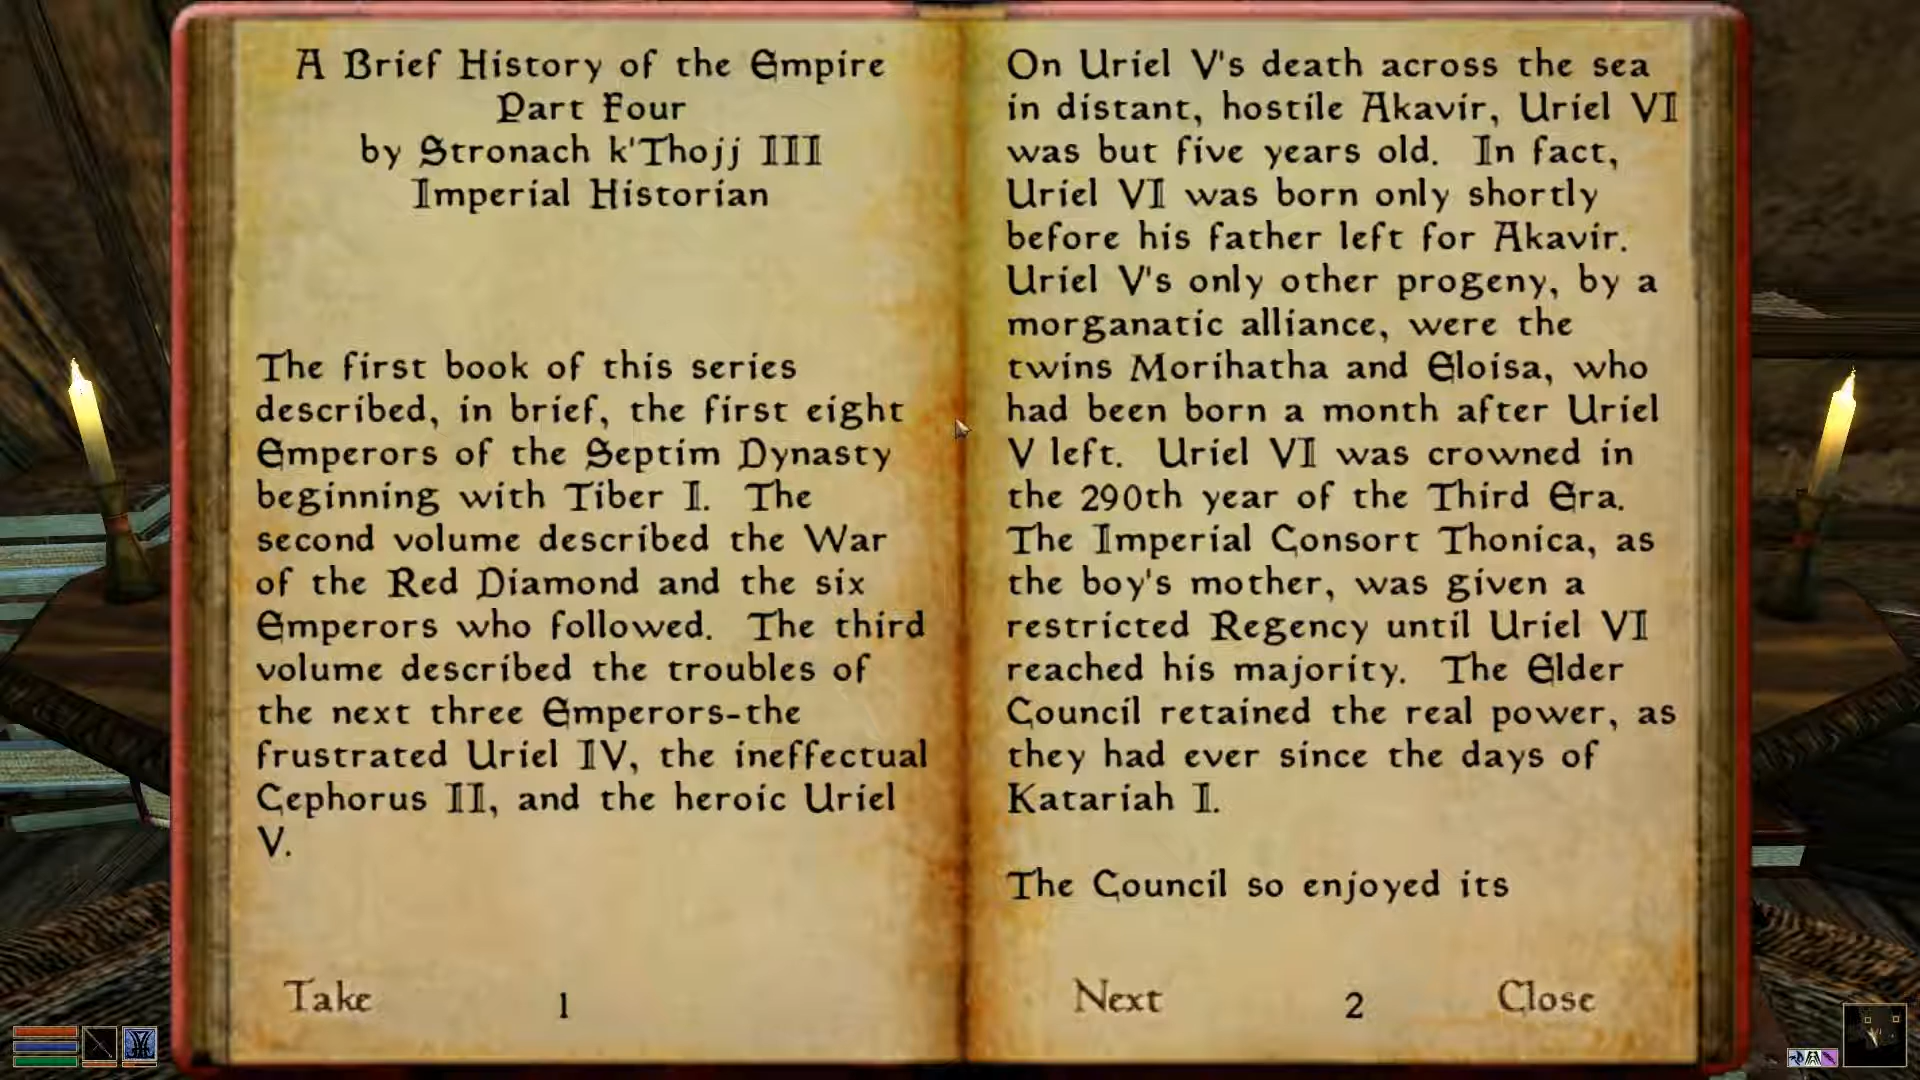 A Brief History of the Empire
Part Four
by Stronach k'Thojj III
Imperial Historian
The first book of this series
described, in brief, the first eight
Emperors of the Septim Dynasty
beginning with Tiber I. The
second volume described the War
of the Red Diamond and the six
Emperors who followed. The third
volume described the troubles of
the next three Emperors-the
frustrated Uriel IV, the ineffectual
Cephorus II, and the heroic Uriel
V.
Take
1
On Uriel V's death across the sea
in distant, hostile Akavir, Uriel VI
was but five years old. In fact,
Uriel VI was born only shortly
before his father left for Akavir.
Uriel V's only other progeny, by a
morganatic alliance, were the
twins Morihatha and Eloisa, who
had been born a month after Uriel
V left. Uriel VI was crowned in
the 290th year of the Third Era.
The Imperial Consort Thonica, as
the boy's mother, was given a
restricted Regency until Uriel VI
reached his majority. The Elder
Council retained the real power, as
they had ever since the days of
Katariah I.
The Council so enjoyed its
Next
2
Close